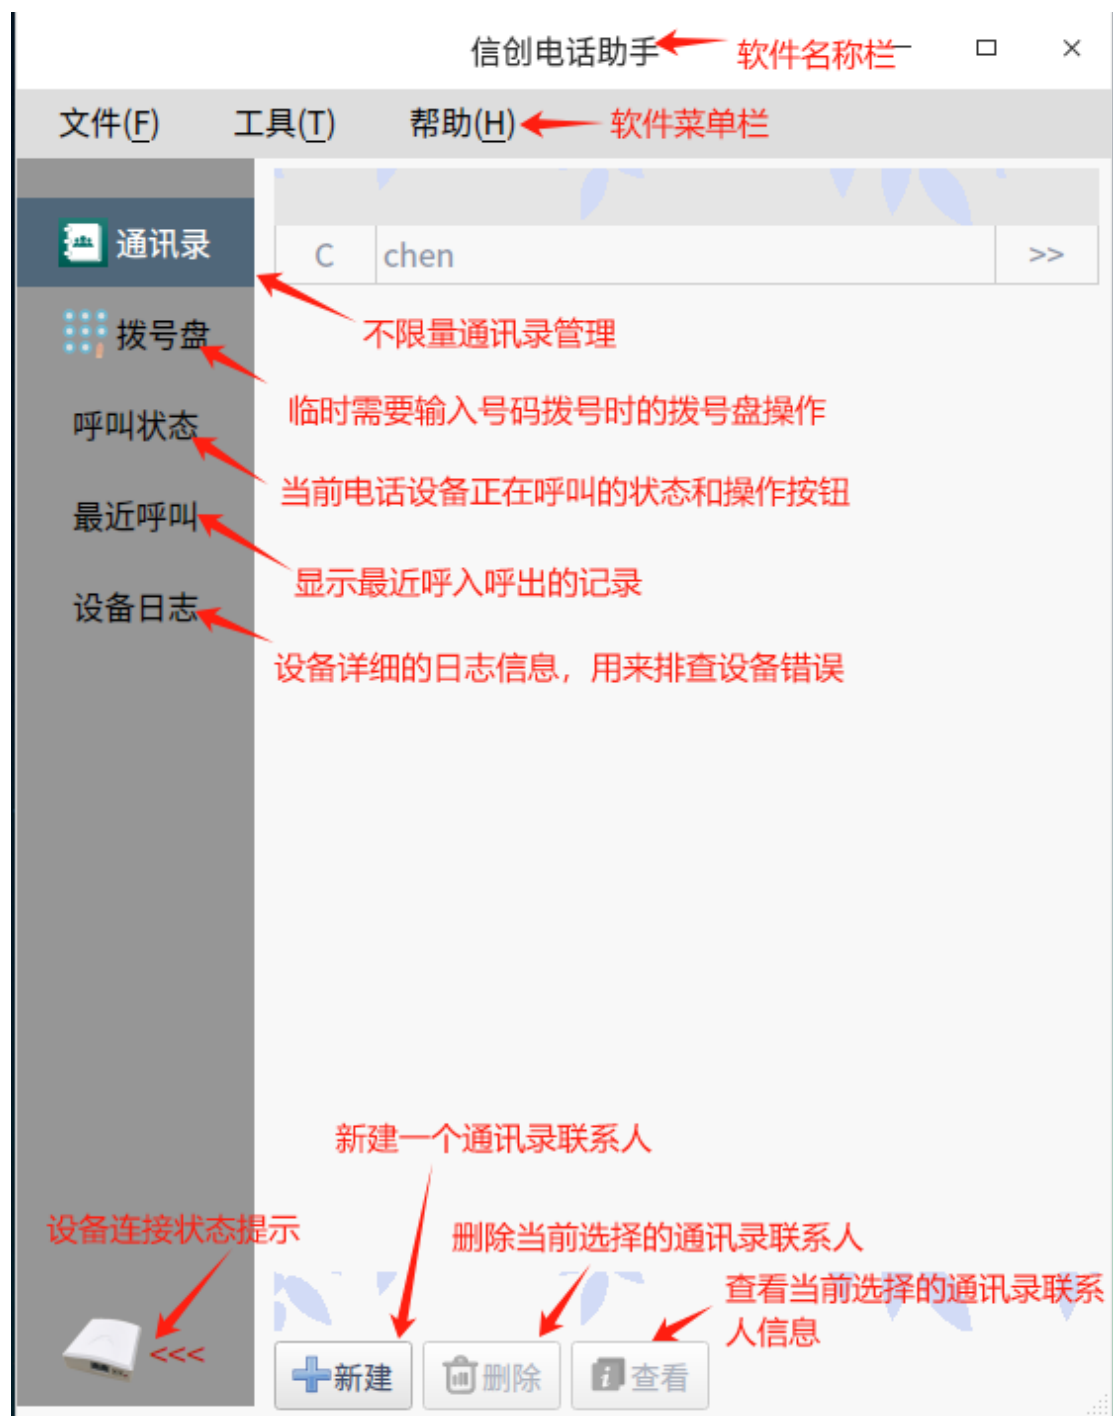 信创电话助手 软件名称栏
文件(F) 工具(T) 帮助(H) 软件菜单栏
通讯录
C chen >>
不限量通讯录管理
拨号盘
临时需要输入号码拨号时的拨号盘操作
呼叫状态
当前电话设备正在呼叫的状态和操作按钮
最近呼叫
显示最近呼入呼出的记录
设备日志
设备详细的日志信息，用来排查设备错误
新建一个通讯录联系人
设备连接状态提示
删除当前选择的通讯录联系人
查看当前选择的通讯录联系
人信息
<<<
新建 删除 查看